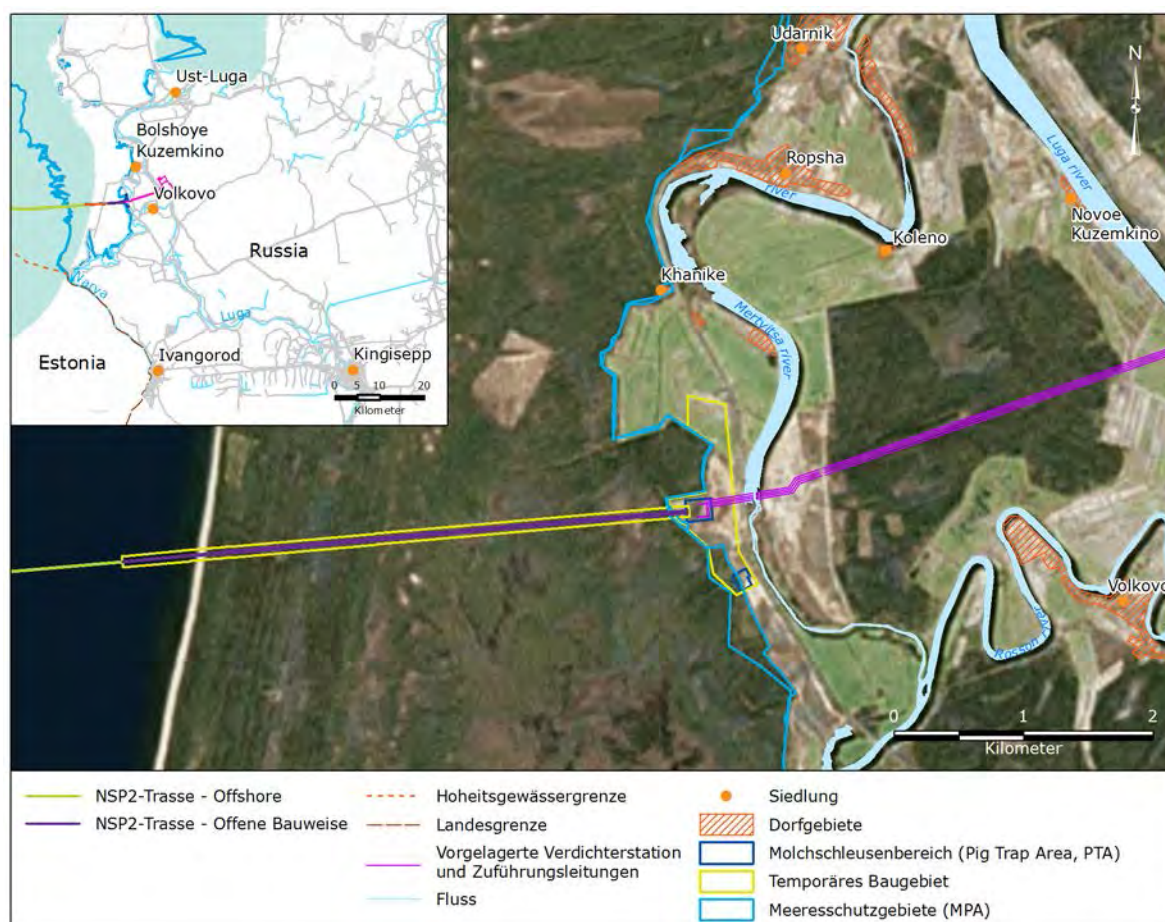 Ust-Luga
Bolshoye
Kuzemkino
Volkovo
Russia
Narva
Luga
Estonia
Ivangorod
Kingisepp
0 5 10 20
Kilometer
Udarnik
N
Ropsha
river
Luga river
Koleno
Novoe
Kuzemkino
Khanike
Mertvitsa river
Volkovo
Rosson river
0 1 2
Kilometer
NSP2-Trasse - Offshore
NSP2-Trasse - Offene Bauweise
Hoheitsgewässergrenze
Landesgrenze
Vorgelagerte Verdichterstation
und Zuführungsleitungen
Fluss
Siedlung
Dorfgebiete
Molchschleusenbereich (Pig Trap Area, PTA)
Temporäres Baugebiet
Meeresschutzgebiete (MPA)